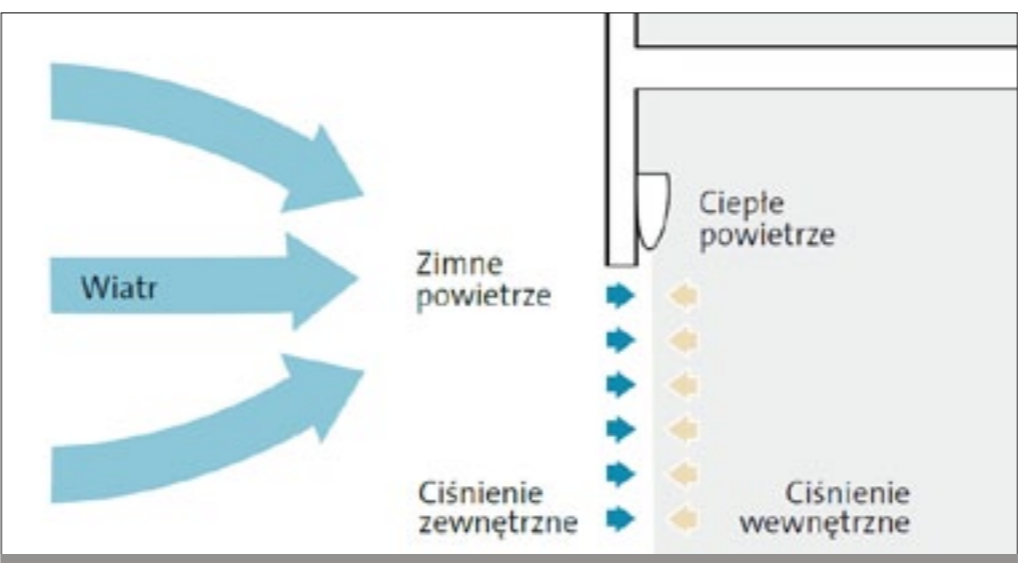 Wiatr
Zimne
powietrze
Ciepłe
powietrze
Ciśnienie
zewnętrzne
Ciśnienie
wewnętrzne